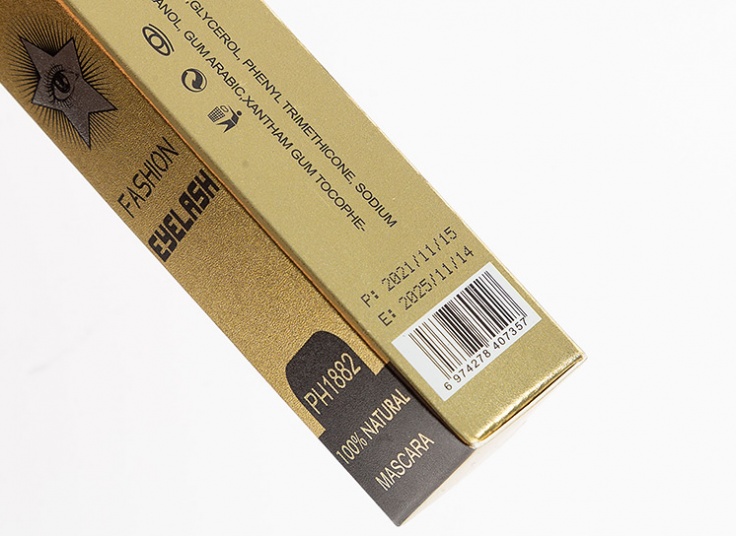 FASHION
EYELASH
PH1882
100% NATURAL
MASCARA
GLYCEROL, PHENYL TRIMETHICONE, SODIUM
GUM ARABIC,XANTHAM GUM TOCOPHE-
P: 2021/11/15
E: 2025/11/14
6 974278 407357